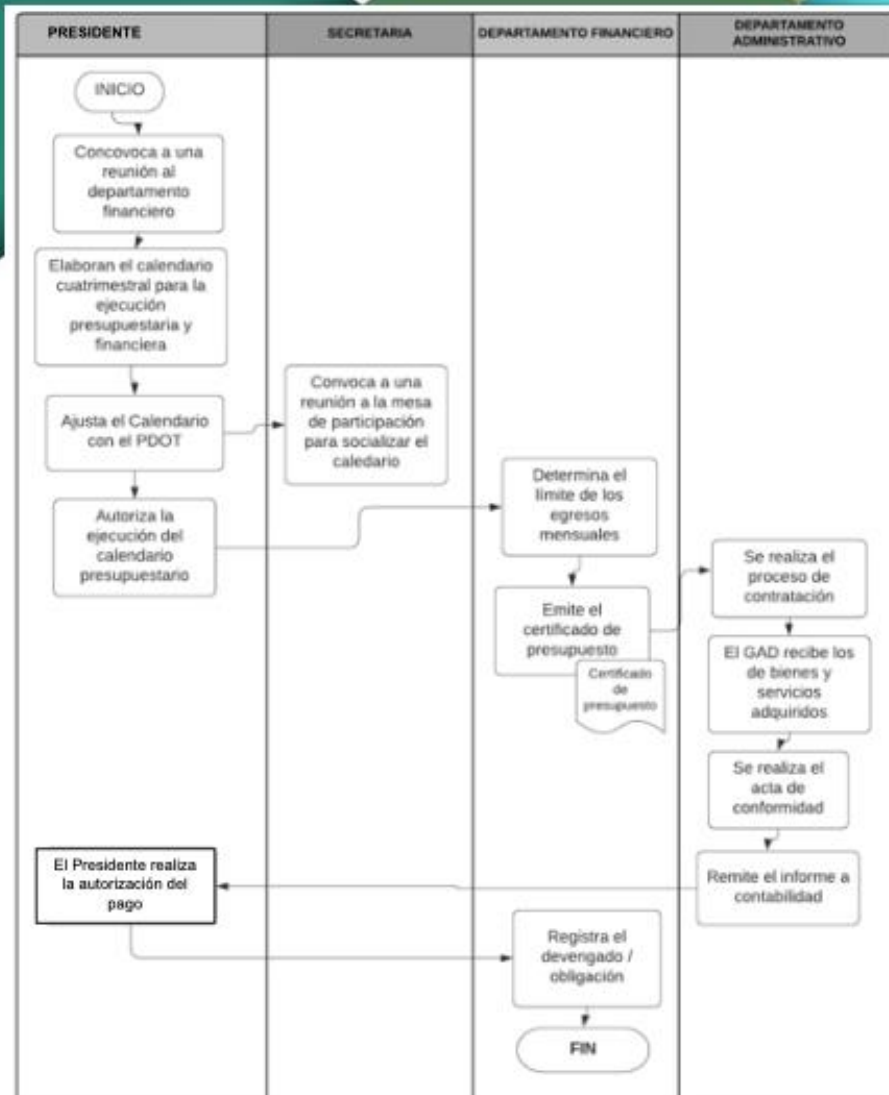 PRESIDENTE
SECRETARIA
DEPARTAMENTO FINANCIERO
DEPARTAMENTO
ADMINISTRATIVO
INICIO
Concovoca a una
reunión al
departamento
financiero
Elaboran el calendario
cuatrimestral para la
ejecución
presupuestaria y
financiera
Ajusta el Calendario
con el PDOT
Convoca a una
reunión a la mesa
de participación
para socializar el
caledario
Autoriza la
ejecución del
calendario
presupuestario
Determina el
límite de los
egresos
mensuales
Emite el
certificado de
presupuesto
Certificado
de
presupuesto
Se realiza el
proceso de
contratación
El GAD recibe los
de bienes y
servicios
adquiridos
Se realiza el
acta de
conformidad
Remite el informe a
contabilidad
El Presidente realiza
la autorización del
pago
Registra el
devengado /
obligación
FIN